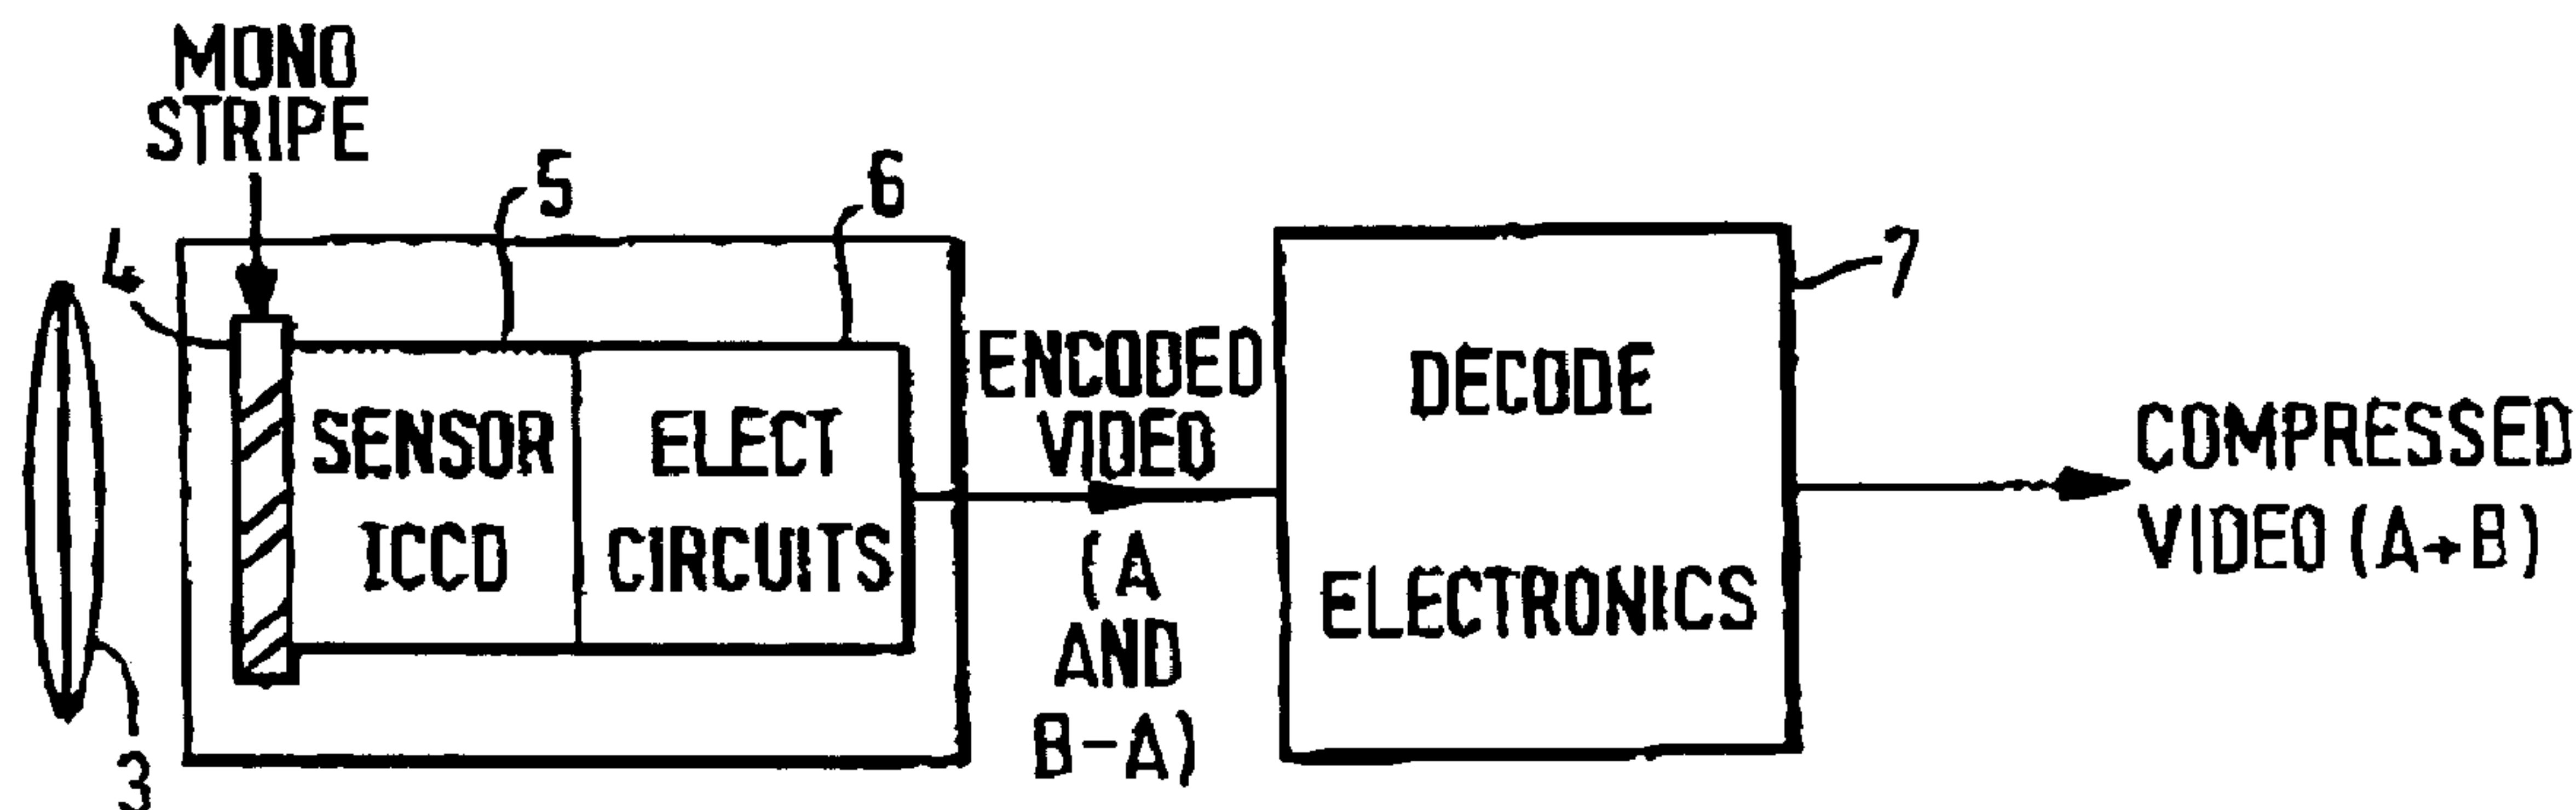 MONO
STRIPE
4
5
6
7
3
SENSOR
ICCD
ELECT
CIRCUITS
ENCODED
VIDEO
(A
AND
B-A)
DECODE
ELECTRONICS
COMPRESSED
VIDEO (A→B)